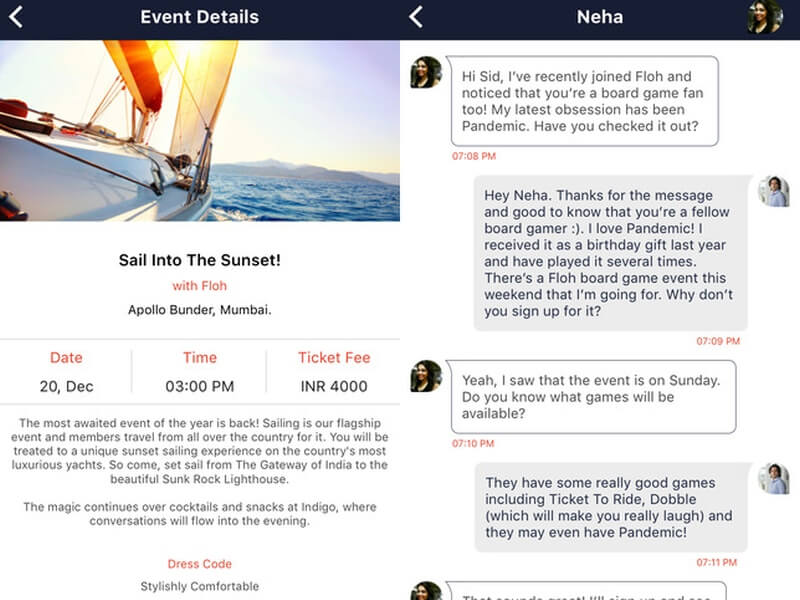 Event Details
Sail Into The Sunset!
with Floh
Apollo Bunder, Mumbai.
Date
Time
Ticket Fee
20, Dec
03:00 PM
INR 4000
The most awaited event of the year is back! Sailing is our flagship
event and members travel from all over the country for it. You will be
treated to a unique sunset sailing experience on the country's most
luxurious yachts. So come, set sail from The Gateway of India to the
beautiful Sunk Rock Lighthouse.
The magic continues over cocktails and snacks at Indigo, where
conversations will flow into the evening.
Dress Code
Stylishly Comfortable
Neha
Hi Sid, I've recently joined Floh and
noticed that you're a board game fan
too! My latest obsession has been
Pandemic. Have you checked it out?
07:08 PM
Hey Neha. Thanks for the message
and good to know that you're a fellow
board gamer :). I love Pandemic! I
received it as a birthday gift last year
and have played it several times.
There's a Floh board game event this
weekend that I'm going for. Why don't
you sign up for it?
07:09 PM
Yeah, I saw that the event is on Sunday.
Do you know what games will be
available?
07:10 PM
They have some really good games
including Ticket To Ride, Dobble
(which will make you really laugh) and
they may even have Pandemic!
07:11 PM
That sounds great! I'll sign up and see